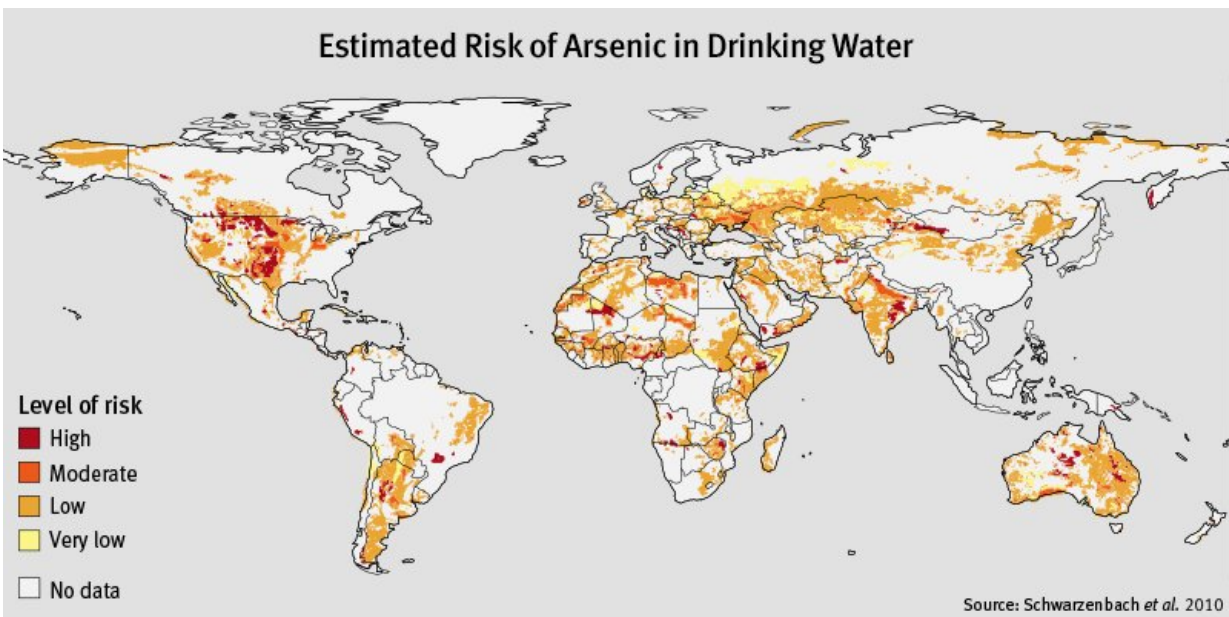 Estimated Risk of Arsenic in Drinking Water
Level of risk
High
Moderate
Low
Very low
No data
Source: Schwarzenbach et al. 2010